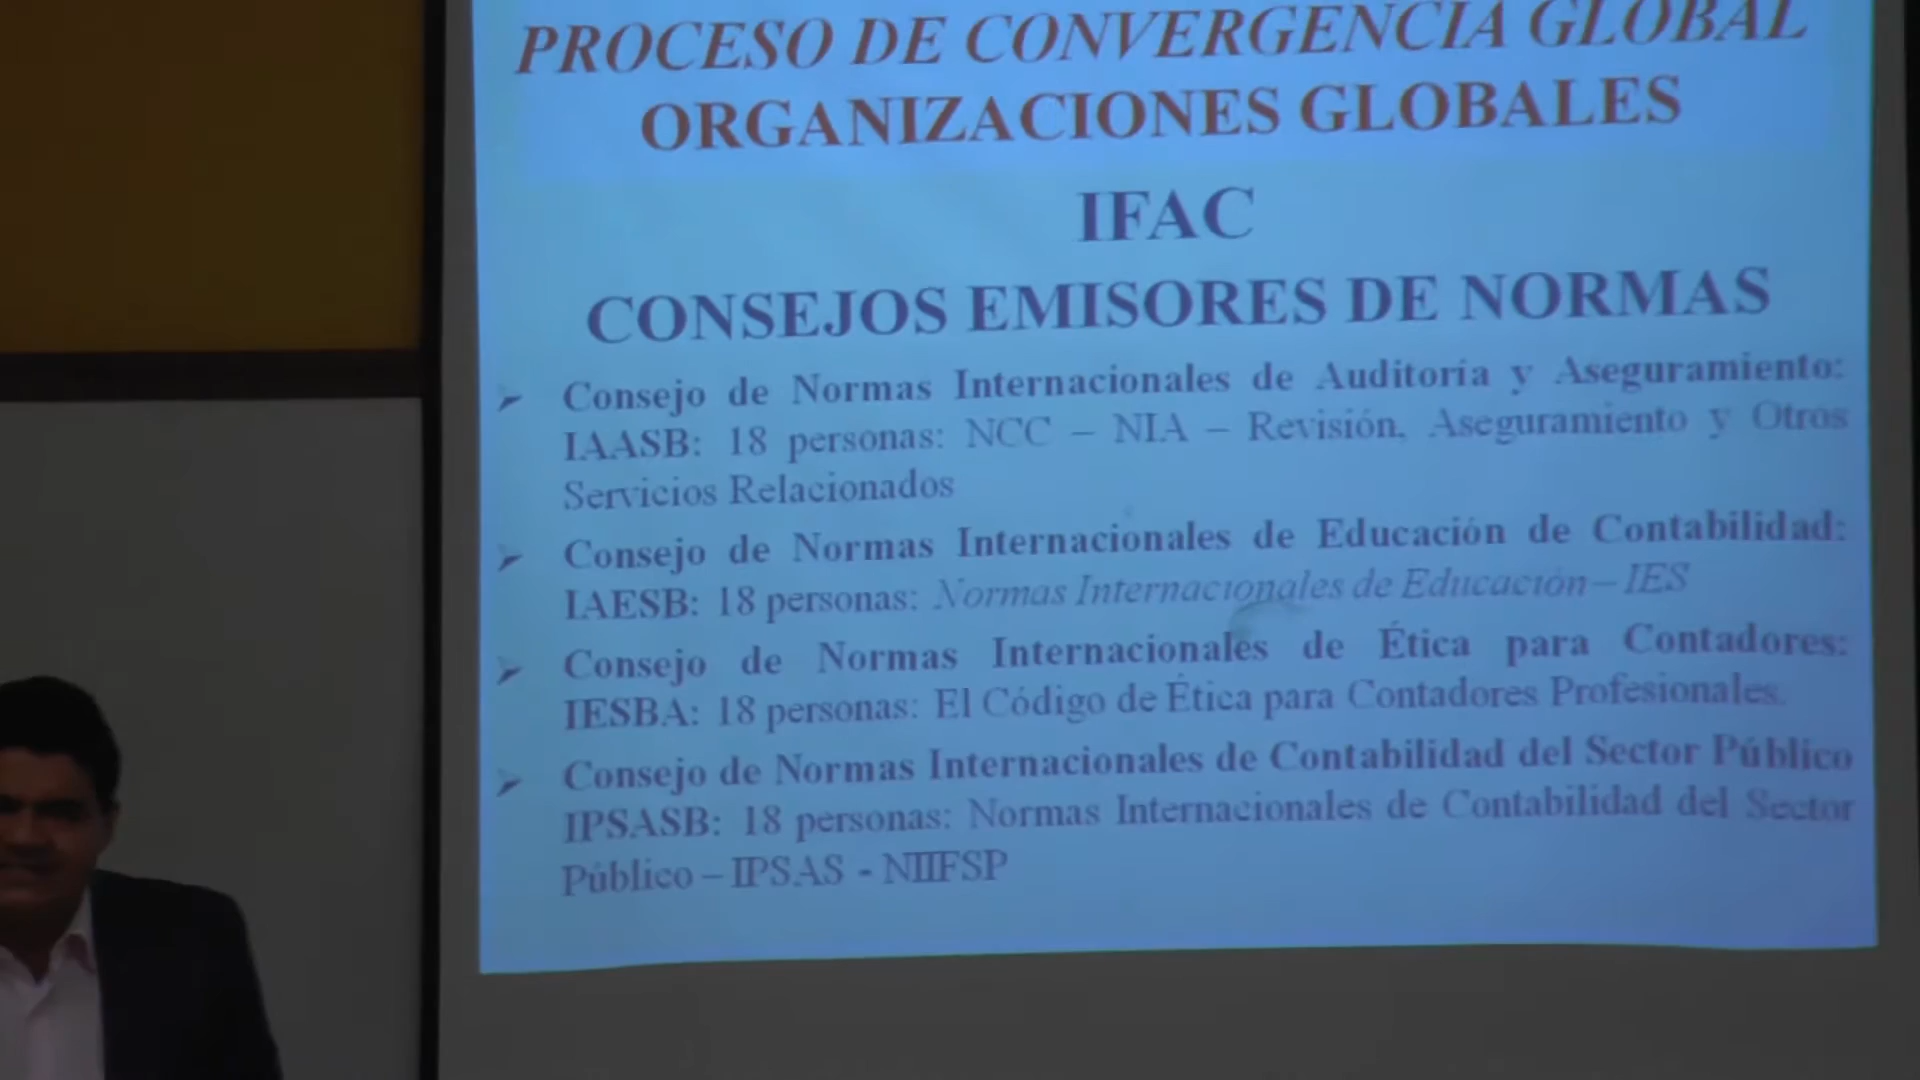 PROCESO DE CONVERGENCIA GLOBAL
ORGANIZACIONES GLOBALES
IFAC
CONSEJOS EMISORES DE NORMAS
➢ Consejo de Normas Internacionales de Auditoría y Aseguramiento:
IAASB: 18 personas: NCC – NIA – Revisión, Aseguramiento y Otros
Servicios Relacionados
➢ Consejo de Normas Internacionales de Educación de Contabilidad:
IAESB: 18 personas: Normas Internacionales de Educación – IES
➢ Consejo de Normas Internacionales de Ética para Contadores:
IESBA: 18 personas: El Código de Ética para Contadores Profesionales.
➢ Consejo de Normas Internacionales de Contabilidad del Sector Público
IPSASB: 18 personas: Normas Internacionales de Contabilidad del Sector
Público – IPSAS - NIIFSP